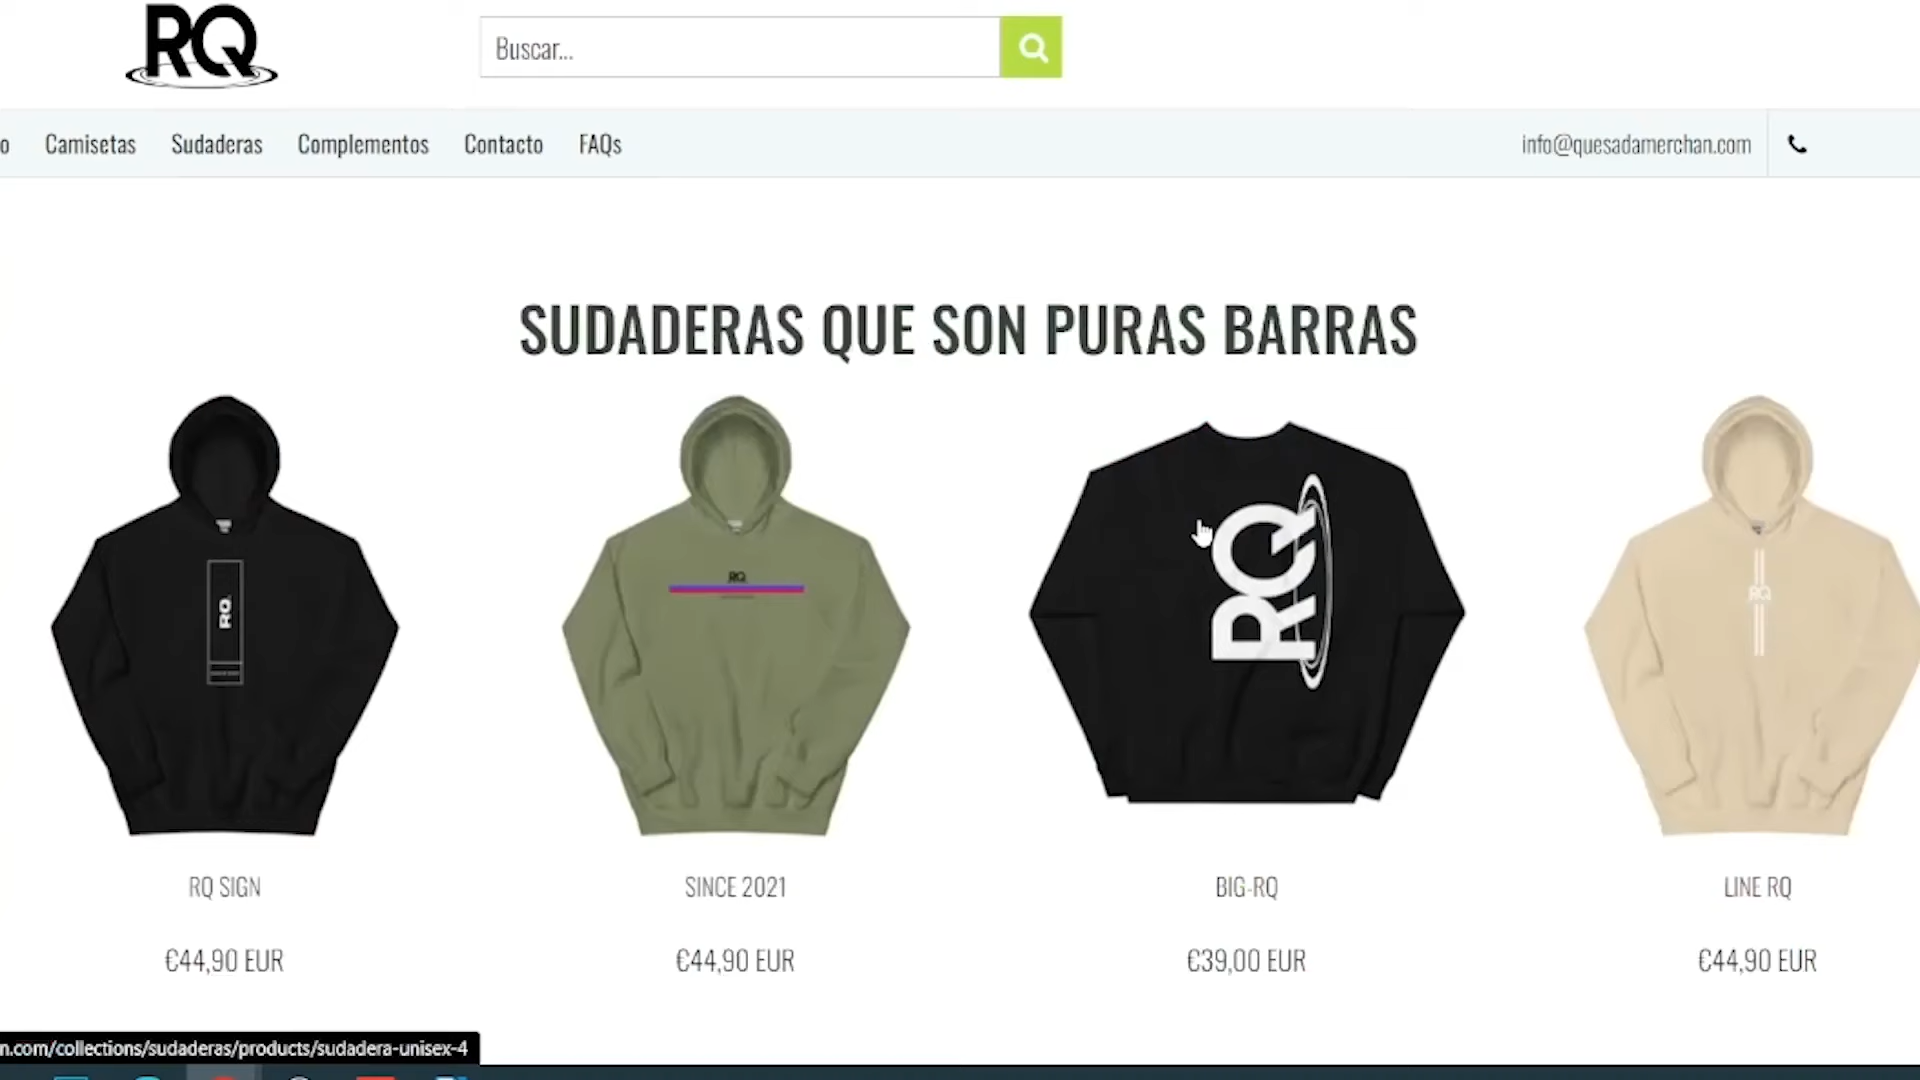 RQ
Buscar...
o Camisetas Sudaderas Complementos Contacto FAQs
info@quesadamerchan.com
SUDADERAS QUE SON PURAS BARRAS
RQ
RQ
RQ
RQ
RQ SIGN
SINCE 2021
BIG-RQ
LINE RQ
€44,90 EUR
€44,90 EUR
€39,00 EUR
€44,90 EUR
n.com/collections/sudaderas/products/sudadera-unisex-4